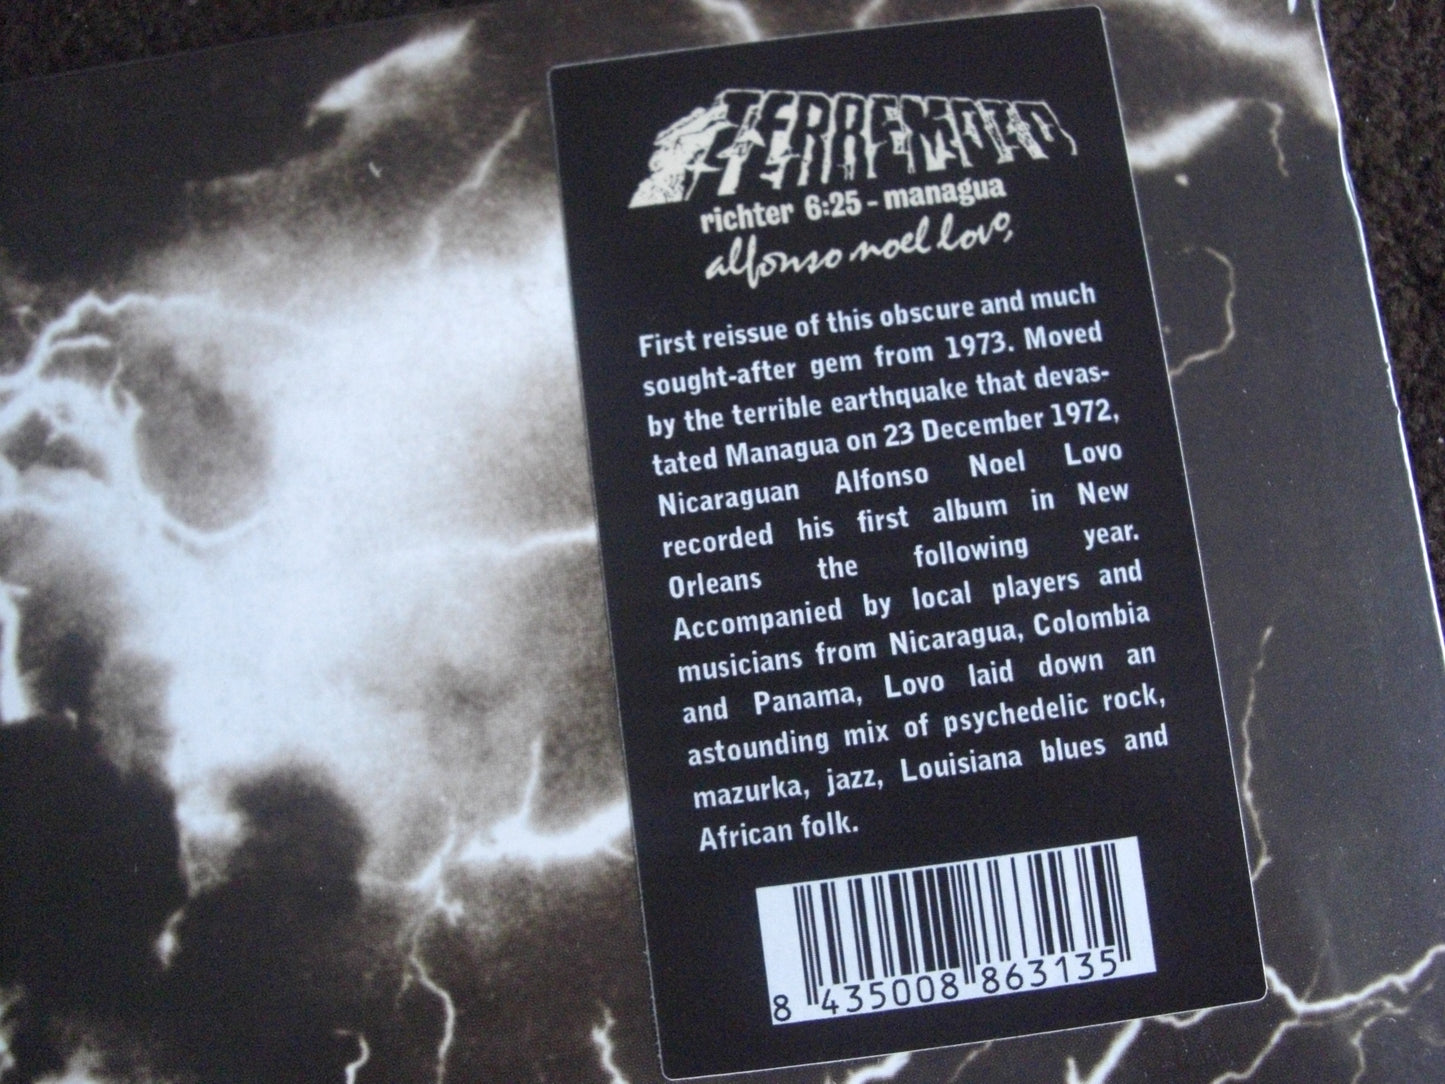 TERREMOTO
richter 6:25 - managua
alfonso noel lovo,
First reissue of this obscure and much
sought-after gem from 1973. Moved
by the terrible earthquake that devas-
tated Managua on 23 December 1972,
Nicaraguan Alfonso Noel Lovo
recorded his first album in New
Orleans the following year.
Accompanied by local players and
musicians from Nicaragua, Colombia
and Panama, Lovo laid down an
astounding mix of psychedelic rock,
mazurka, jazz, Louisiana blues and
African folk.
8 435008 863135